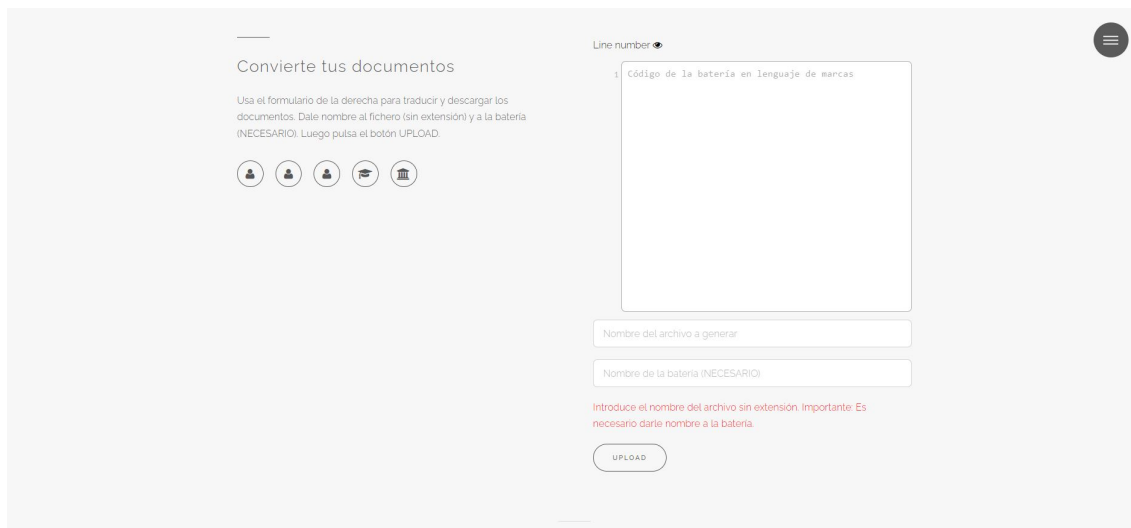 Convierte tus documentos
Usa el formulario de la derecha para traducir y descargar los
documentos. Dale nombre al fichero (sin extensión) y a la batería
(NECESARIO). Luego pulsa el botón UPLOAD.
Line number
1 Código de la batería en lenguaje de marcas
Nombre del archivo a generar
Nombre de la batería (NECESARIO)
Introduce el nombre del archivo sin extensión. Importante: Es
necesario darle nombre a la batería.
UPLOAD